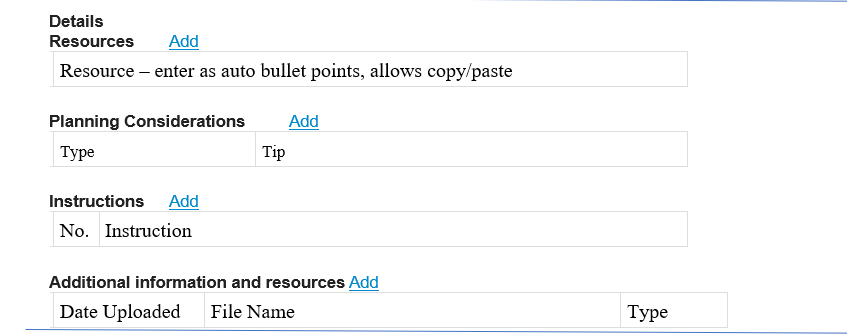 Details
Resources Add
Resource – enter as auto bullet points, allows copy/paste
Planning Considerations Add
Type Tip
Instructions Add
No. Instruction
Additional information and resources Add
Date Uploaded File Name Type